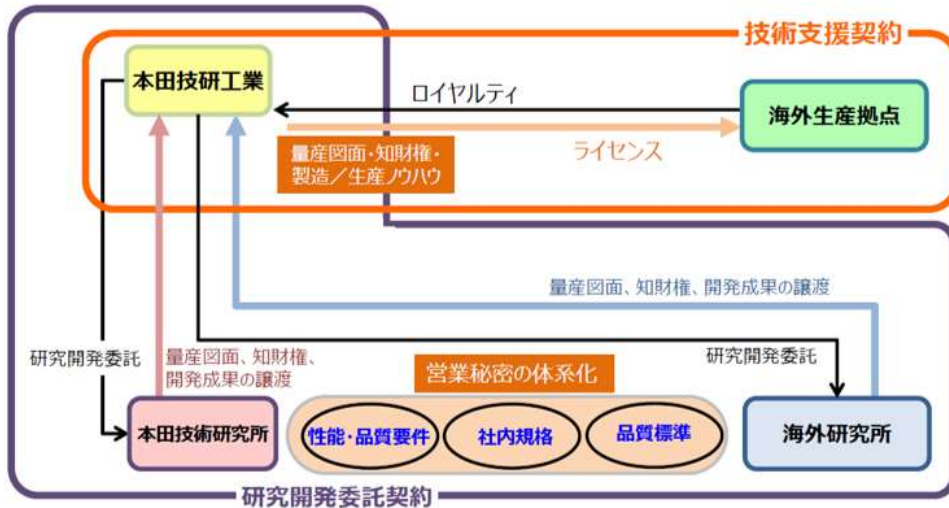 技術支援契約
本田技研工業
ロイヤルティ
海外生産拠点
量産図面・知財権・
製造／生産ノウハウ
ライセンス
量産図面、知財権、開発成果の譲渡
研究開発委託
量産図面、知財権、
開発成果の譲渡
営業秘密の体系化
研究開発委託
本田技術研究所
性能・品質要件
社内規格
品質標準
海外研究所
研究開発委託契約